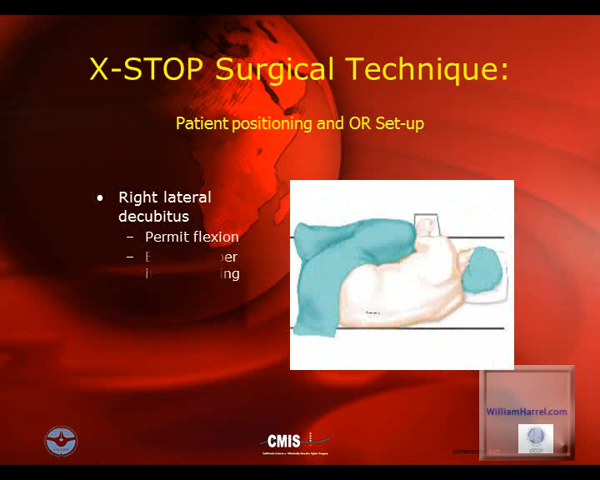 X-STOP Surgical Technique:
Patient positioning and OR Set-up
• Right lateral
decubitus
– Permit flexion
WilliamHarrel.com
CMIS